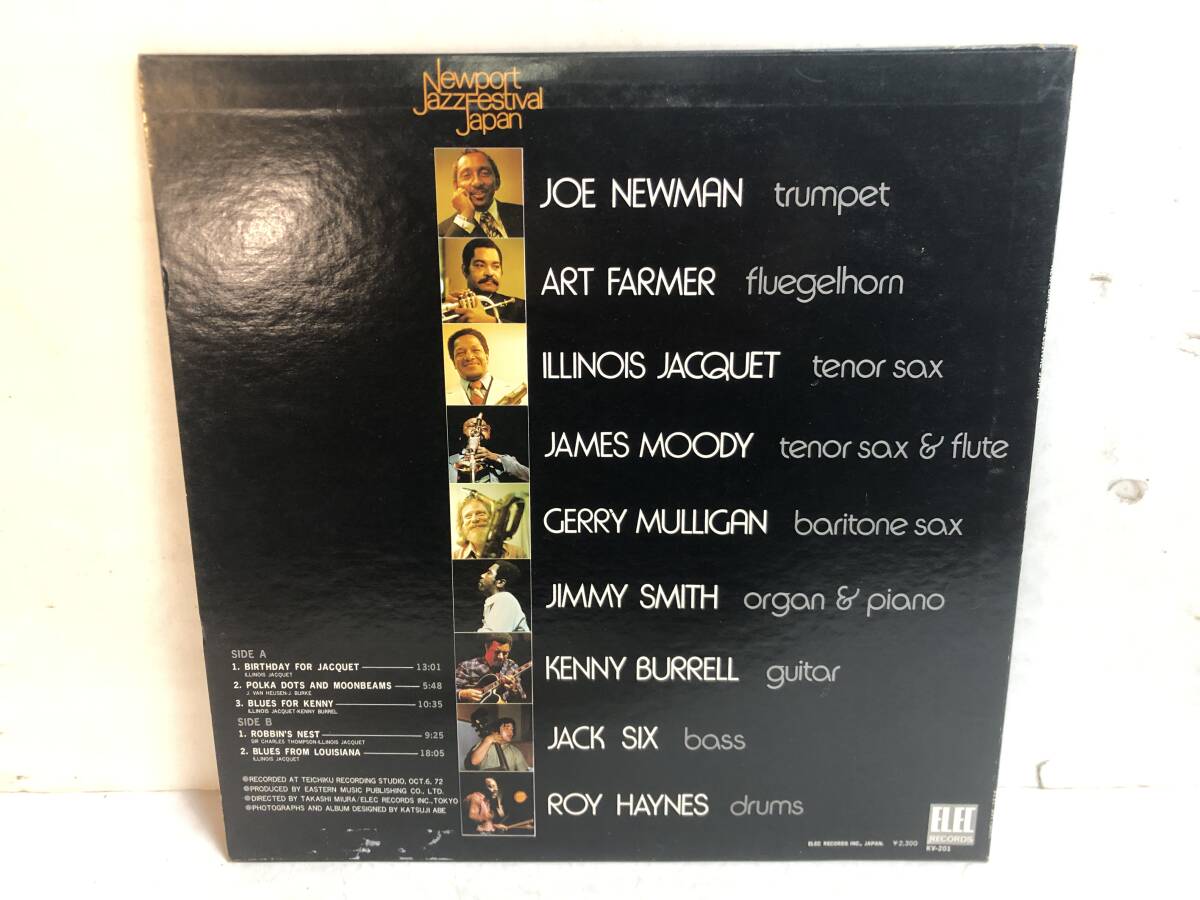 Newport
Jazz Festival
Japan
JOE NEWMAN trumpet
ART FARMER fluegelhorn
ILLINOIS JACQUET tenor sax
JAMES MOODY tenor sax & flute
GERRY MULLIGAN baritone sax
JIMMY SMITH organ & piano
KENNY BURRELL guitar
JACK SIX bass
ROY HAYNES drums
SIDE A
1. BIRTHDAY FOR JACQUET 13:01
ILLINOIS JACQUET
2. POLKA DOTS AND MOONBEAMS 5:48
J. VAN HEUSEN-J. BURKE
3. BLUES FOR KENNY 10:35
ILLINOIS JACQUET-KENNY BURREL
SIDE B
1. ROBBIN'S NEST 9:25
SIR CHARLES THOMPSON-ILLINOIS JACQUET
2. BLUES FROM LOUISIANA 18:05
ILLINOIS JACQUET
●RECORDED AT TEICHIKU RECORDING STUDIO, OCT.6, 72
●PRODUCED BY EASTERN MUSIC PUBLISHING CO., LTD.
●DIRECTED BY TAKASHI MIURA/ELEC RECORDS INC.,TOKYO
●PHOTOGRAPHS AND ALBUM DESIGNED BY KATSUJI ABE
ELEC RECORDS INC., JAPAN. ¥2,300
ELEC
RECORDS
KV-201